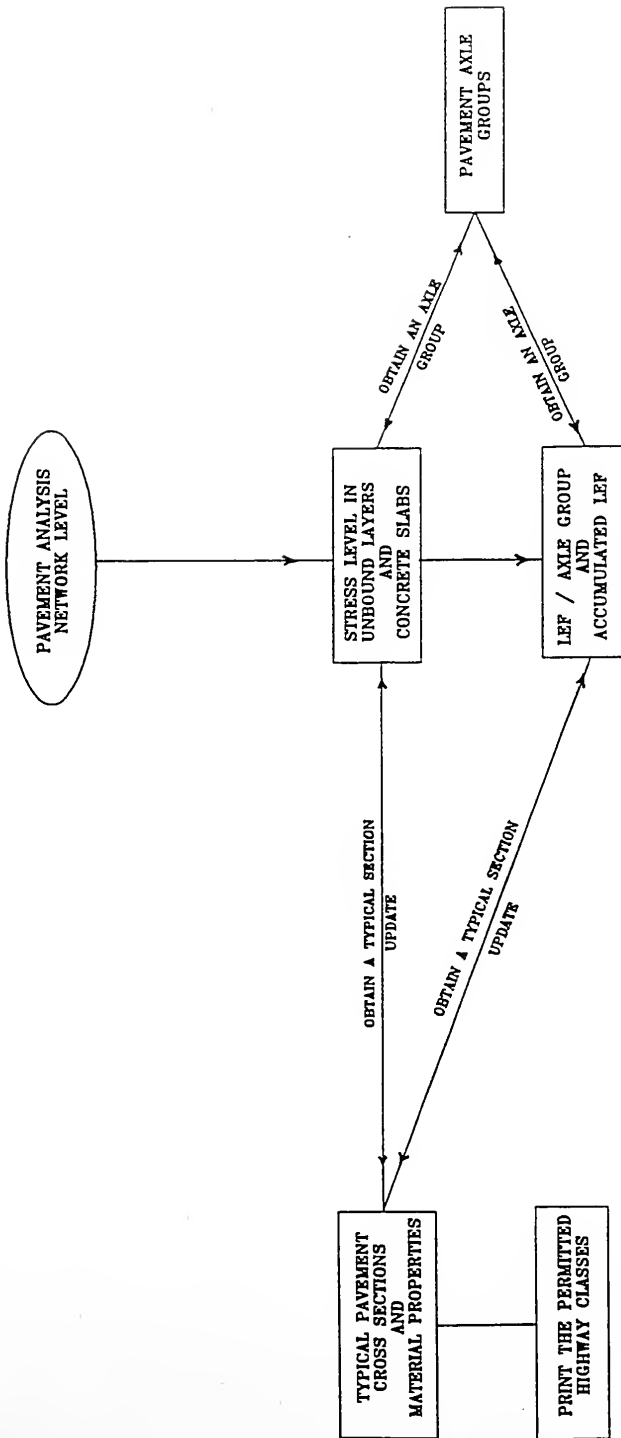 PAVEMENT ANALYSIS
NETWORK LEVEL
TYPICAL PAVEMENT
CROSS SECTIONS
AND
MATERIAL PROPERTIES
OBTAIN A TYPICAL SECTION
UPDATE
STRESS LEVEL IN
UNBOUND LAYERS
AND
CONCRETE SLABS
OBTAIN AN AXLE
GROUP
PAVEMENT AXLE
GROUPS
OBTAIN A TYPICAL SECTION
UPDATE
OBTAIN AN AXLE
GROUP
PRINT THE PERMITTED
HIGHWAY CLASSES
LEF / AXLE GROUP
AND
ACCUMULATED LEF